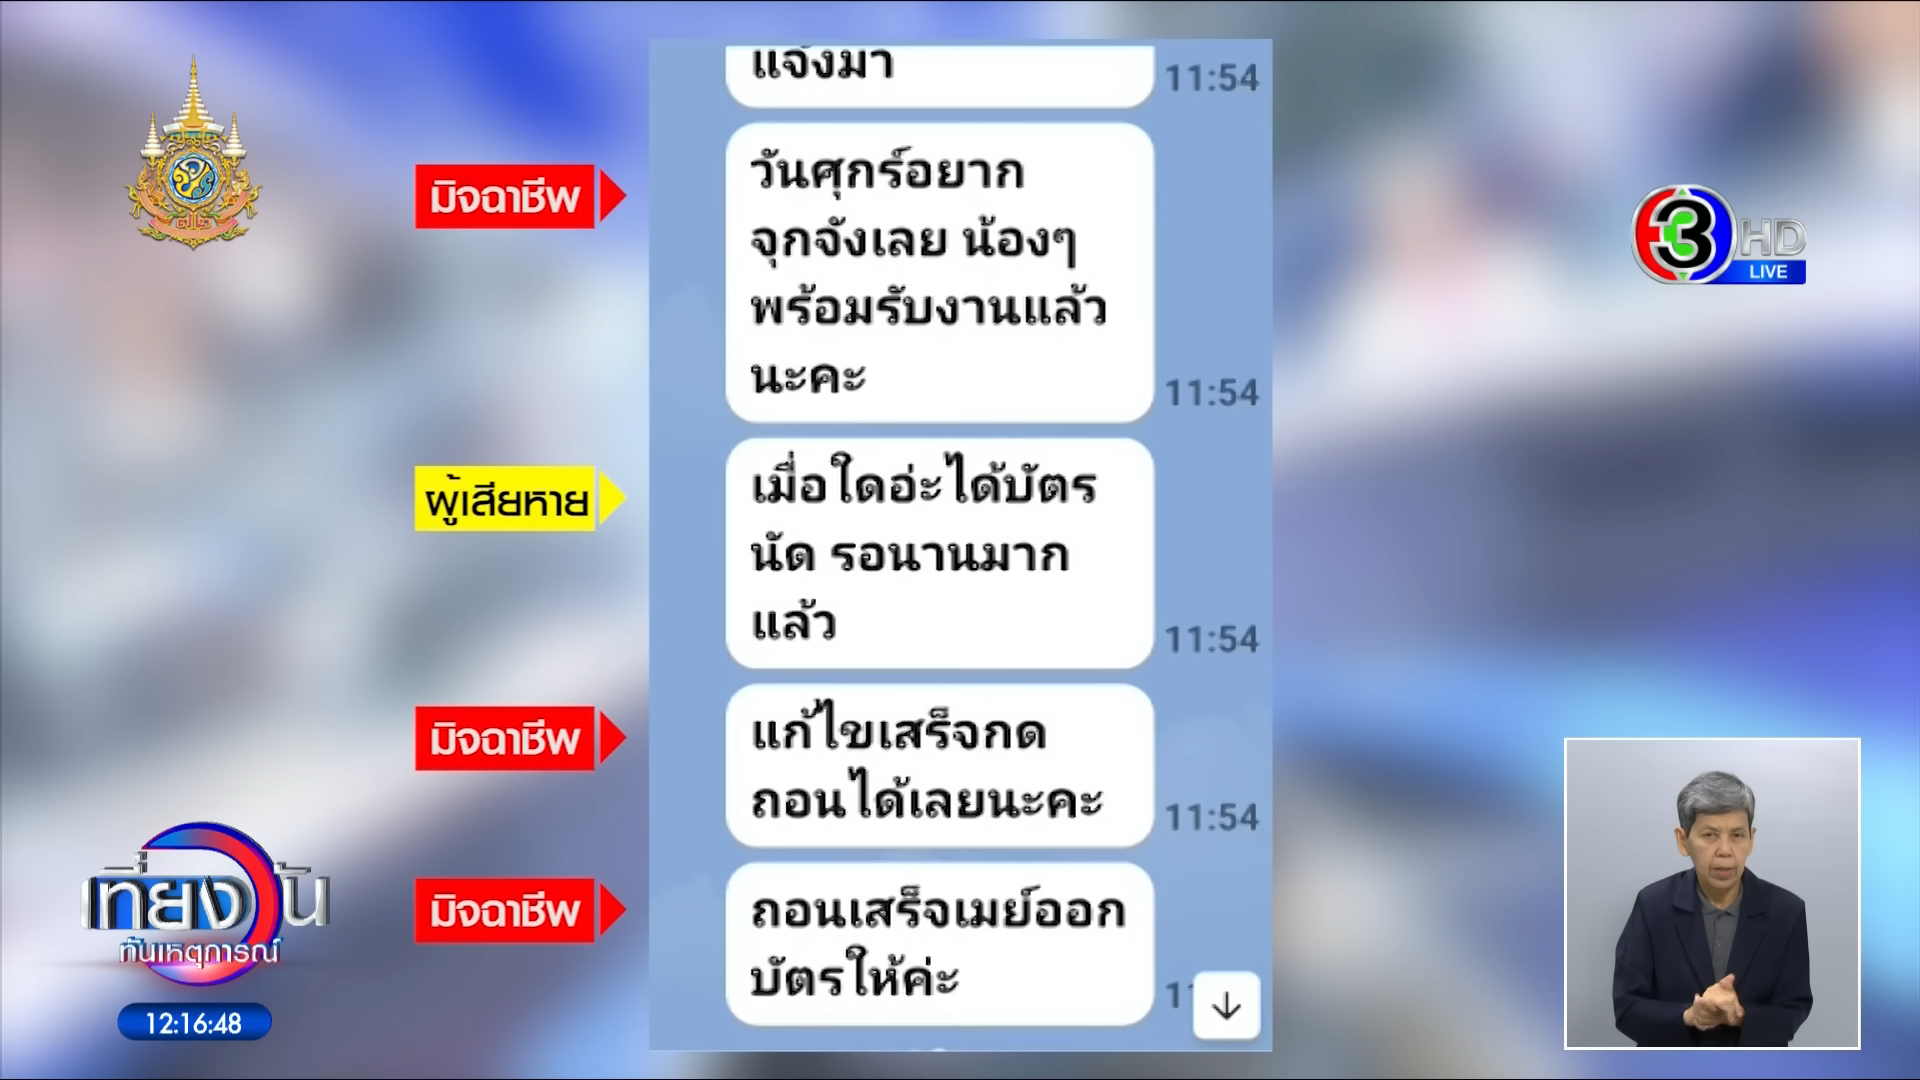 แจ้งมา
11:54
มิจฉาชีพ
วันศุกร์อยาก
จุกจังเลย น้องๆ
พร้อมรับงานแล้ว
นะคะ
11:54
3 HD
LIVE
ผู้เสียหาย
เมื่อใดอ่ะได้บัตร
นัด รอนานมาก
แล้ว
11:54
มิจฉาชีพ
แก้ไขเสร็จกด
ถอนได้เลยนะคะ
11:54
มิจฉาชีพ
ถอนเสร็จเมย์ออก
บัตรให้ค่ะ
เที่ยงวัน
ทันเหตุการณ์
12:16:48